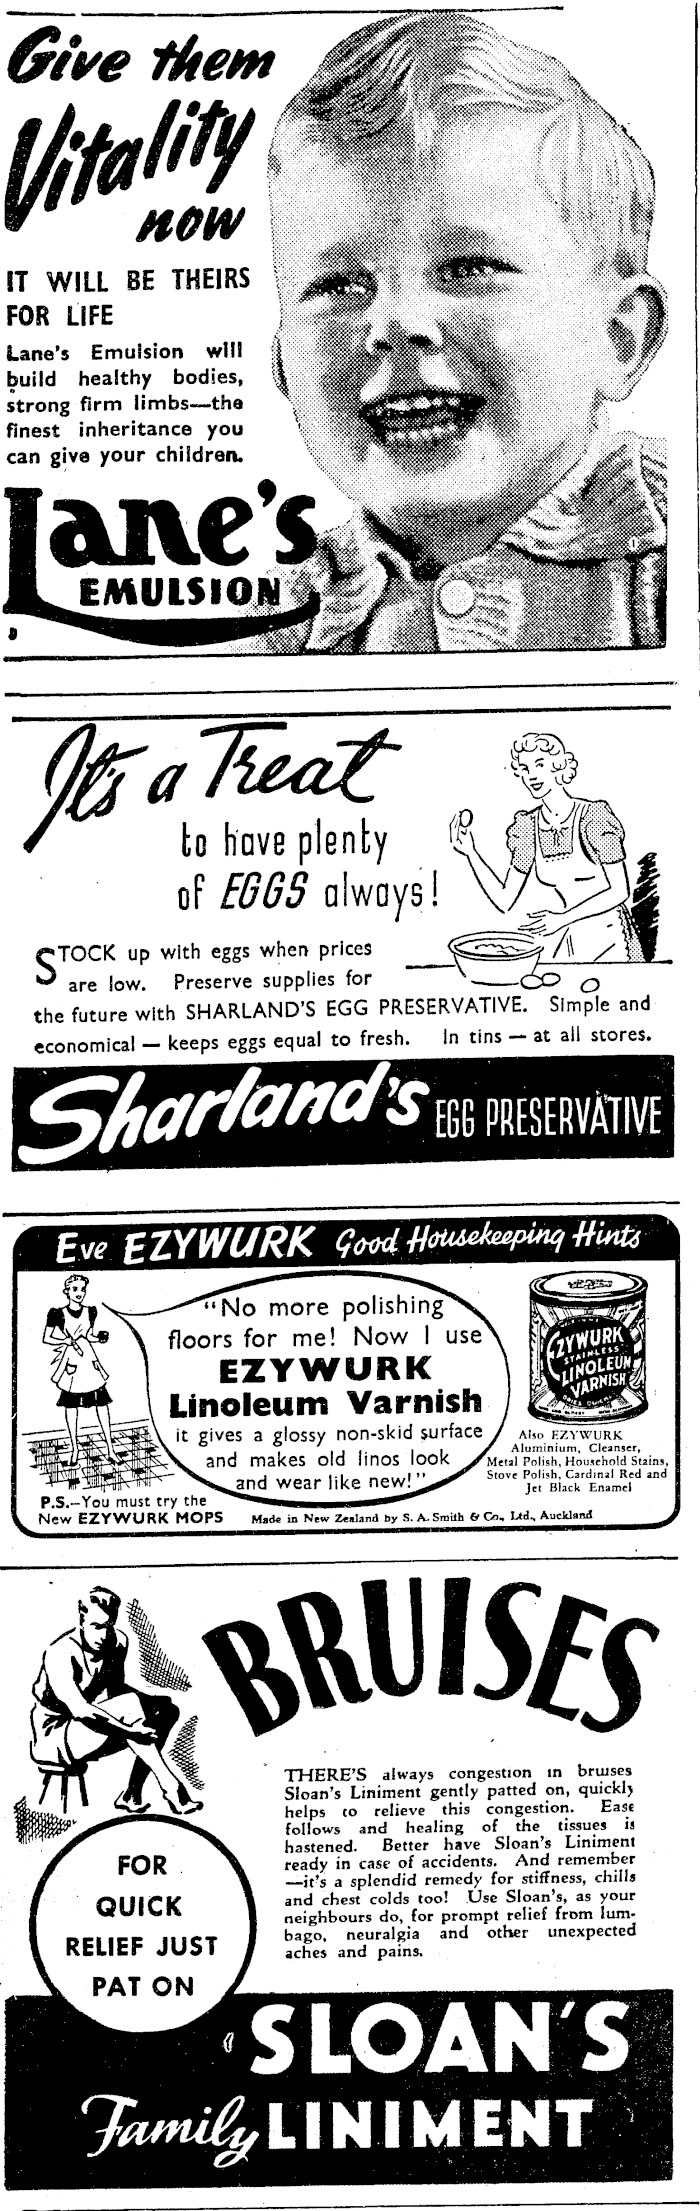 Give them
Vitality
now
IT WILL BE THEIRS
FOR LIFE
Lane's Emulsion will
build healthy bodies,
strong firm limbs—the
finest inheritance you
can give your children.
Lane's
EMULSION
It's a Treat
to have plenty
of EGGS always!
STOCK up with eggs when prices
are low. Preserve supplies for
the future with SHARLAND'S EGG PRESERVATIVE. Simple and
economical — keeps eggs equal to fresh. In tins — at all stores.
Sharland's EGG PRESERVATIVE
Eve EZYWURK Good Housekeeping Hints
"No more polishing
floors for me! Now I use
EZYWURK
Linoleum Varnish
it gives a glossy non-skid surface
and makes old linos look
and wear like new!"
EZYWURK
STAINLESS
LINOLEUM
VARNISH
Also EZYWURK
Aluminium, Cleanser,
Metal Polish, Household Stains,
Stove Polish, Cardinal Red and
Jet Black Enamel
P.S.—You must try the
New EZYWURK MOPS
Made in New Zealand by S. A. Smith & Co., Ltd., Auckland
BRUISES
THERE'S always congestion in bruises
Sloan's Liniment gently patted on, quickly
helps to relieve this congestion. Ease
follows and healing of the tissues is
hastened. Better have Sloan's Liniment
ready in case of accidents. And remember
—it's a splendid remedy for stiffness, chills
and chest colds too! Use Sloan's, as your
neighbours do, for prompt relief from lum-
bago, neuralgia and other unexpected
aches and pains.
FOR
QUICK
RELIEF JUST
PAT ON
SLOAN'S
Family LINIMENT